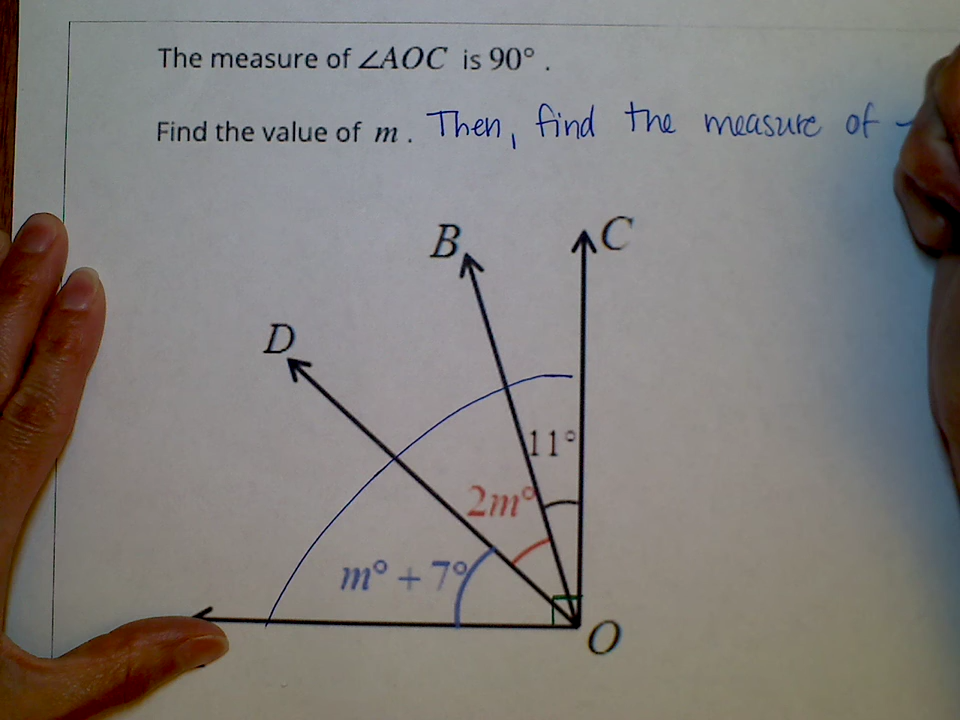 The measure of ∠AOC is 90° .
Find the value of m . Then, find the measure of
B
C
D
11°
2m°
m° + 7°
O